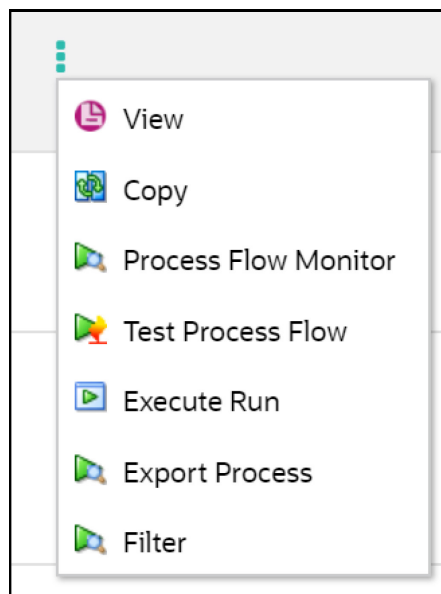 View
Copy
Process Flow Monitor
Test Process Flow
Execute Run
Export Process
Filter